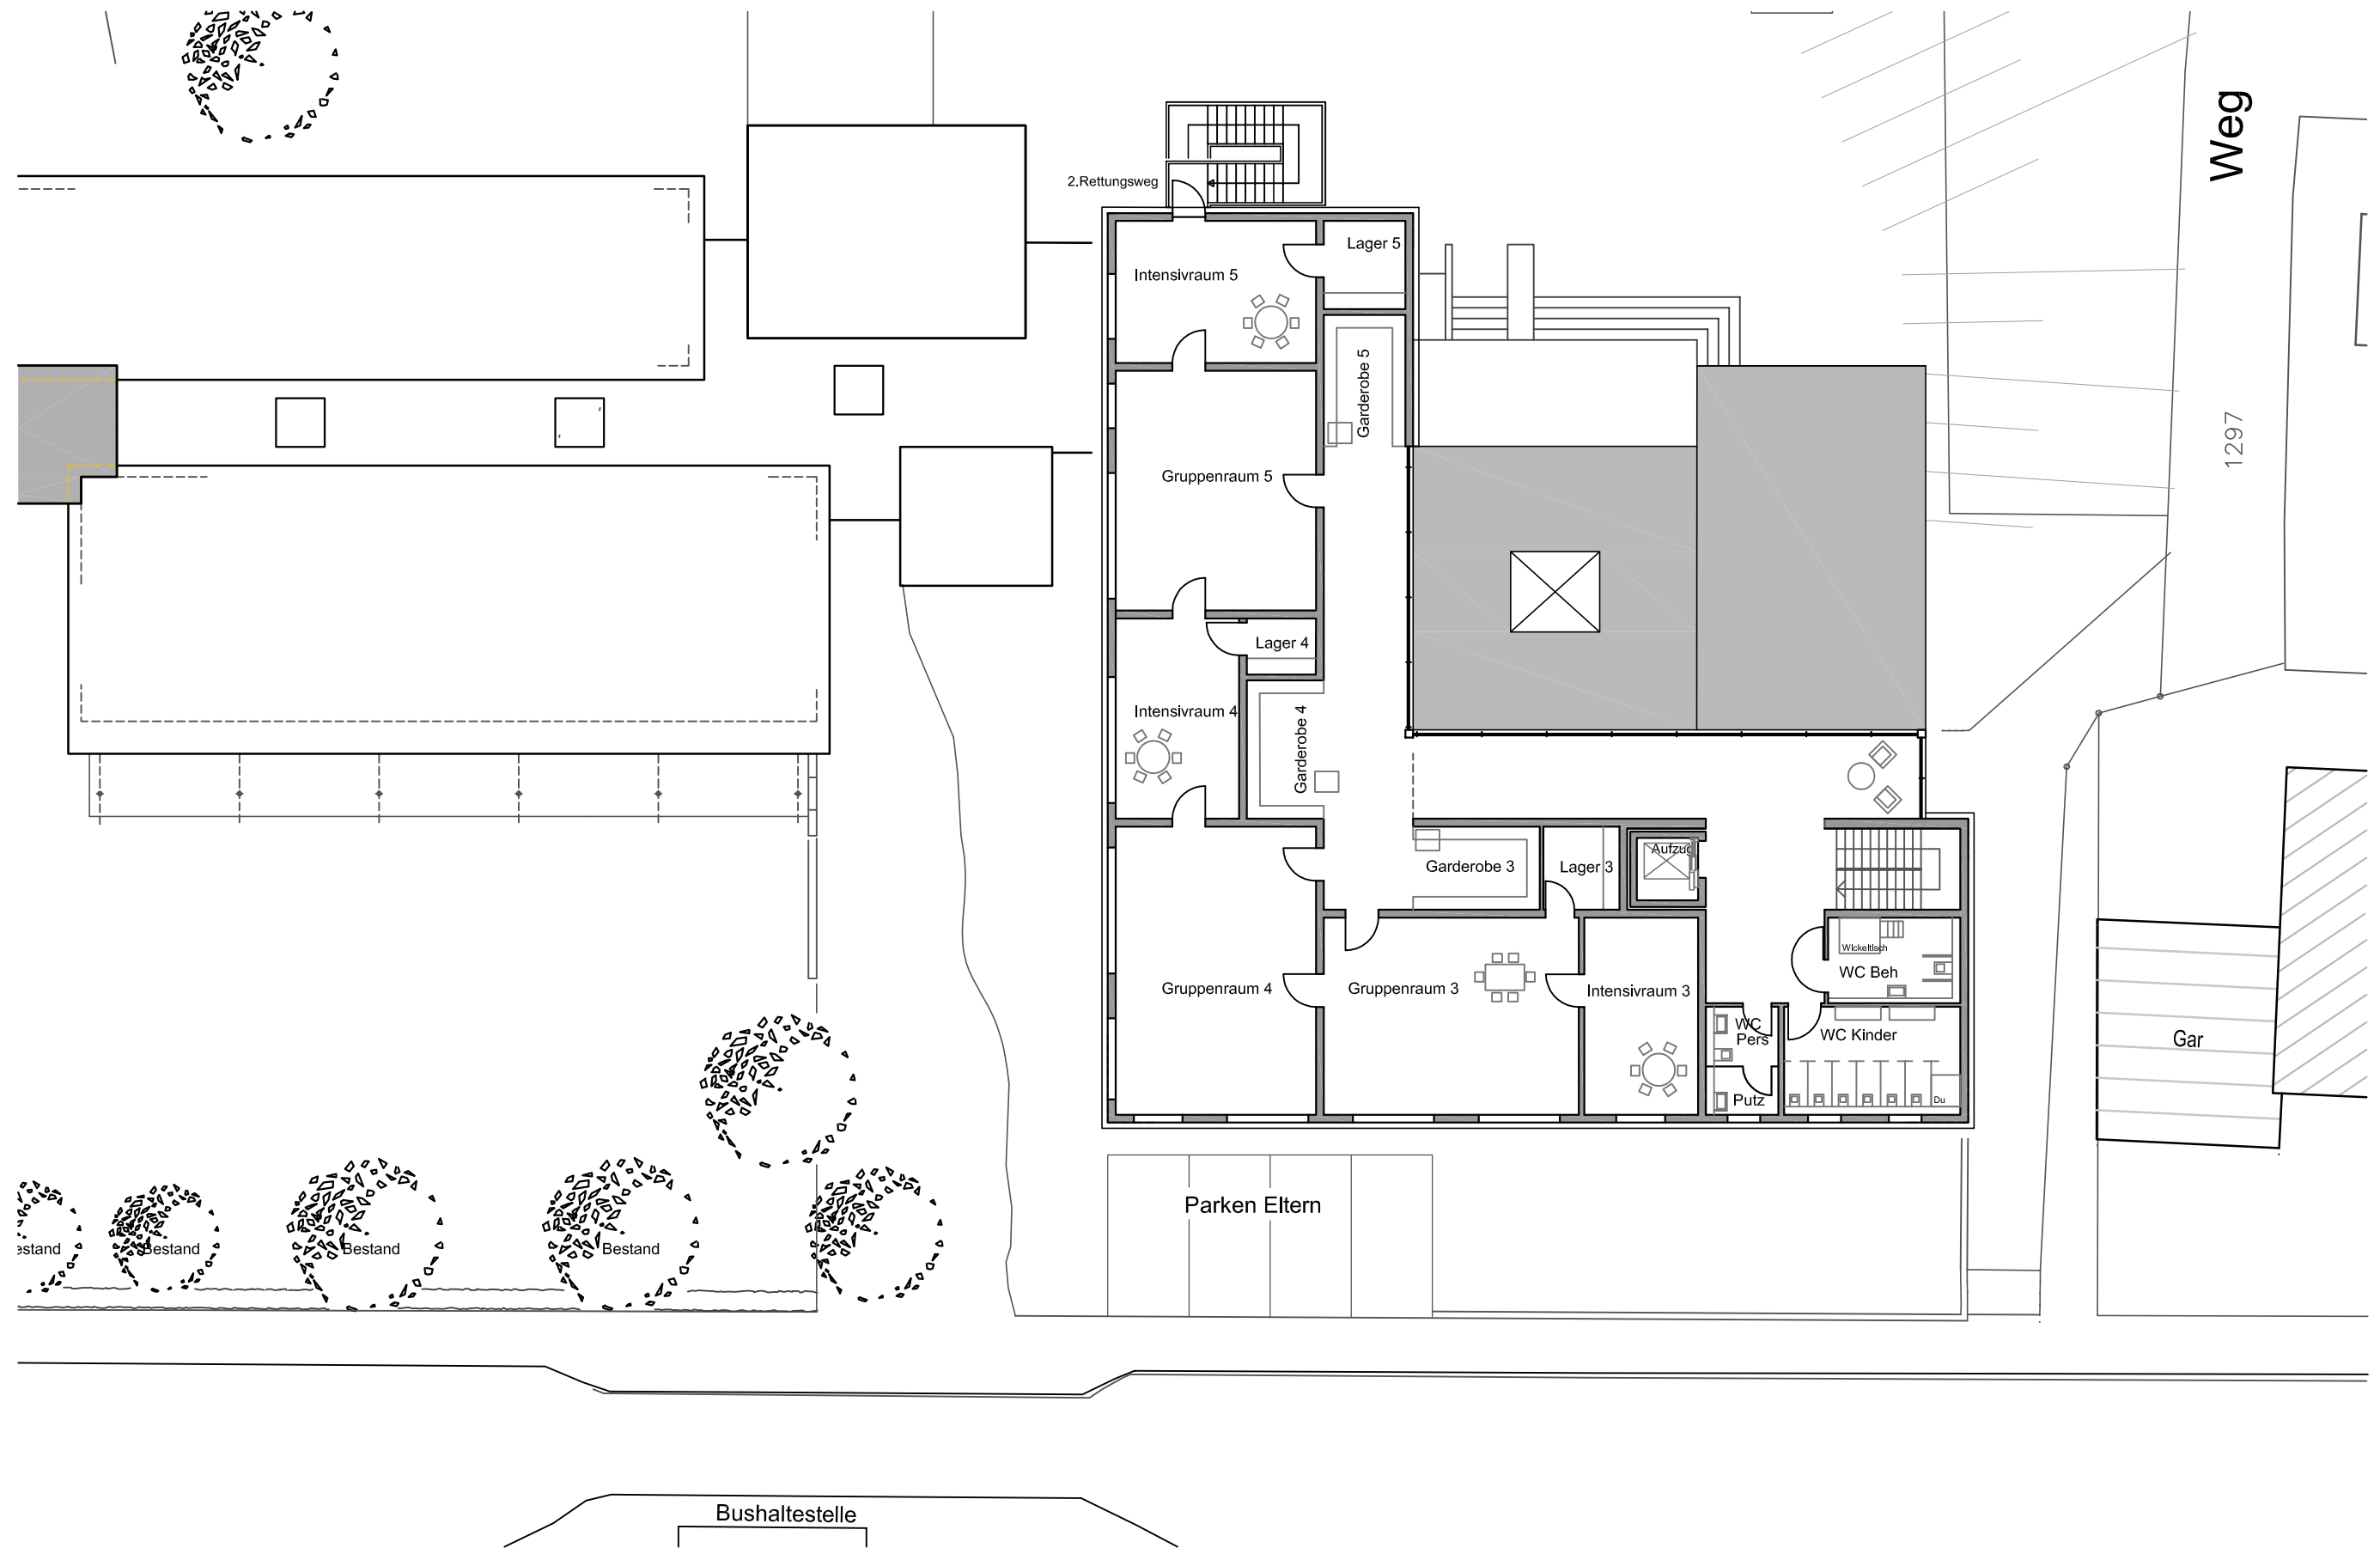 Weg
2.Rettungsweg
Lager 5
Intensivraum 5
Garderobe 5
1297
Gruppenraum 5
Lager 4
Intensivraum 4
Garderobe 4
Aufzug
Garderobe 3
Lager 3
Wickeltisch
WC Beh
Gruppenraum 4
Gruppenraum 3
Intensivraum 3
WC
Pers
WC Kinder
Gar
Putz
Du
Parken Eltern
estand
Bestand
Bestand
Bestand
Bushaltestelle